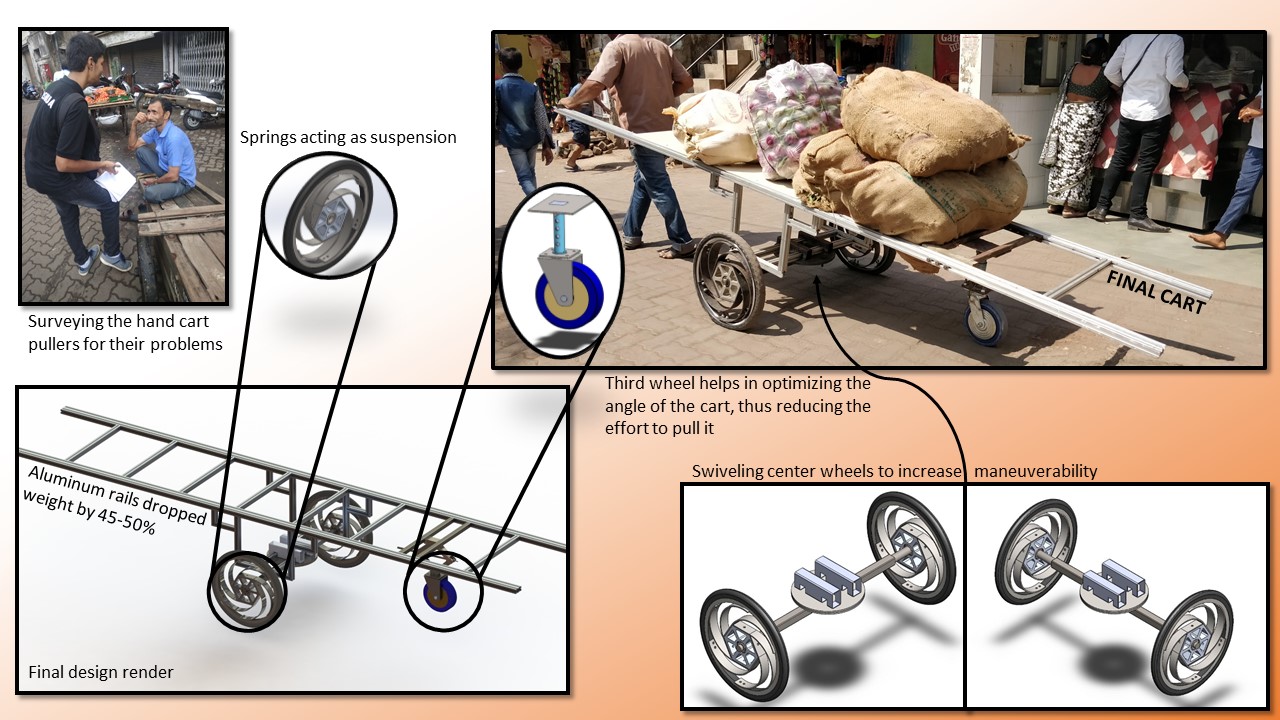 Springs acting as suspension
FINAL CART
Surveying the hand cart
pullers for their problems
Third wheel helps in optimizing the
angle of the cart, thus reducing the
effort to pull it
Swiveling center wheels to increase maneuverability
Aluminum rails dropped
weight by 45-50%
Final design render